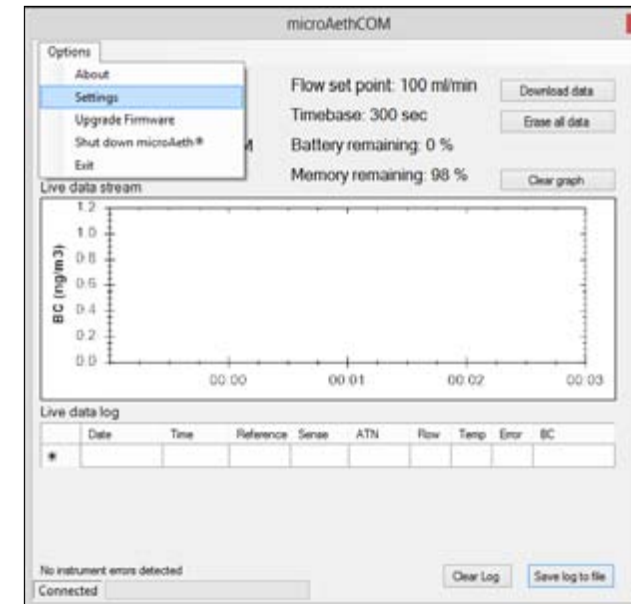 microAethCOM
Options
About
Settings
Upgrade Firmware
Shut down microAeth®
Exit
Flow set point: 100 ml/min
Timebase: 300 sec
Battery remaining: 0 %
Memory remaining: 98 %
Download data
Erase all data
Clear graph
Live data stream
BC (ng/m3)
1.2
1.0
0.8
0.6
0.4
0.2
0.0
00:00 00:01 00:02 00:03
Live data log
Date Time Reference Sense ATN Flow Temp Error BC
*
No instrument errors detected
Clear Log Save log to file
Connected